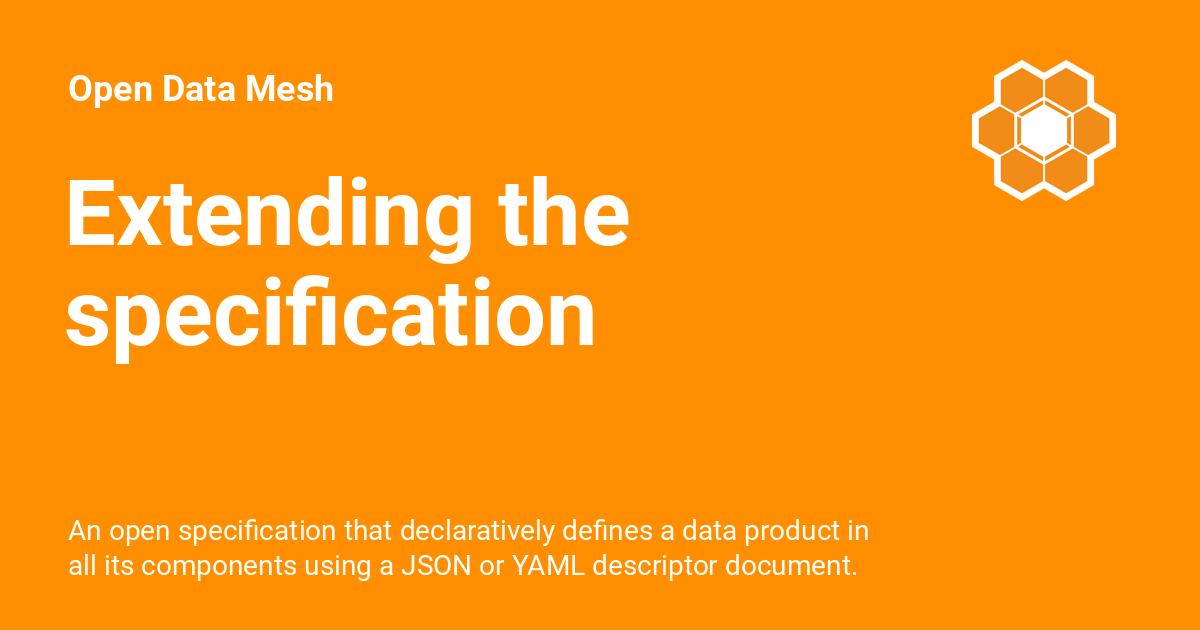 Open Data Mesh
Extending the
specification
An open specification that declaratively defines a data product in
all its components using a JSON or YAML descriptor document.